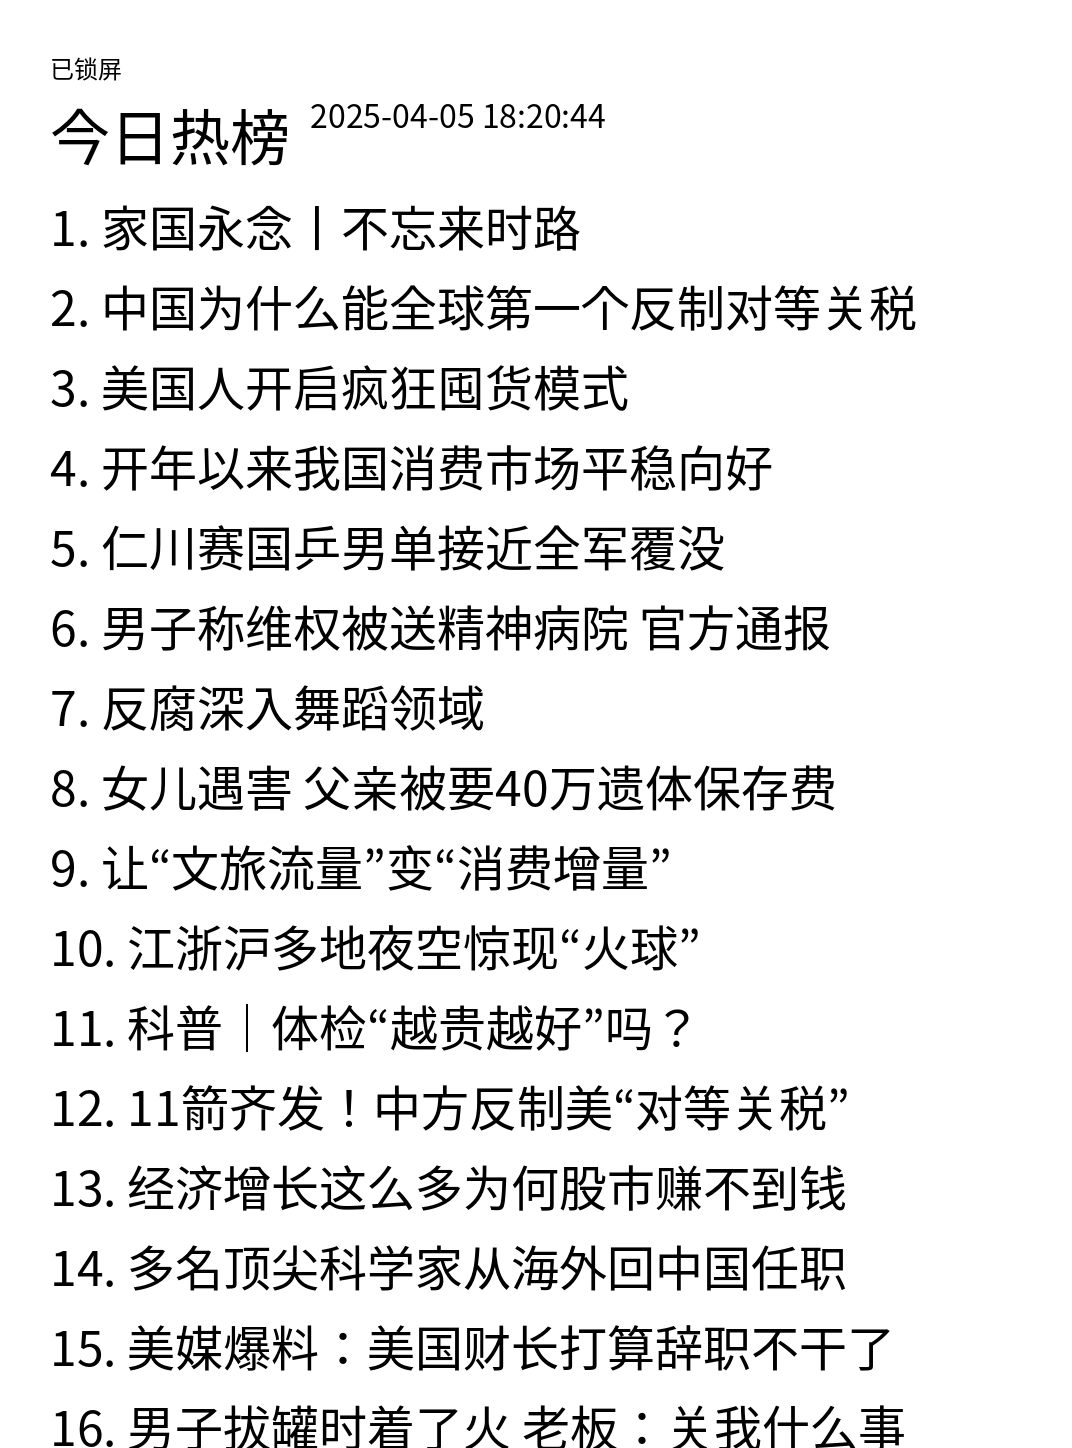 已锁屏
今日热榜 2025-04-05 18:20:44
1. 家国永念丨不忘来时路
2. 中国为什么能全球第一个反制对等关税
3. 美国人开启疯狂囤货模式
4. 开年以来我国消费市场平稳向好
5. 仁川赛国乒男单接近全军覆没
6. 男子称维权被送精神病院 官方通报
7. 反腐深入舞蹈领域
8. 女儿遇害 父亲被要40万遗体保存费
9. 让“文旅流量”变“消费增量”
10. 江浙沪多地夜空惊现“火球”
11. 科普｜体检“越贵越好”吗？
12. 11箭齐发！中方反制美“对等关税”
13. 经济增长这么多为何股市赚不到钱
14. 多名顶尖科学家从海外回中国任职
15. 美媒爆料：美国财长打算辞职不干了
16. 男子拔罐时着了火 老板：关我什么事